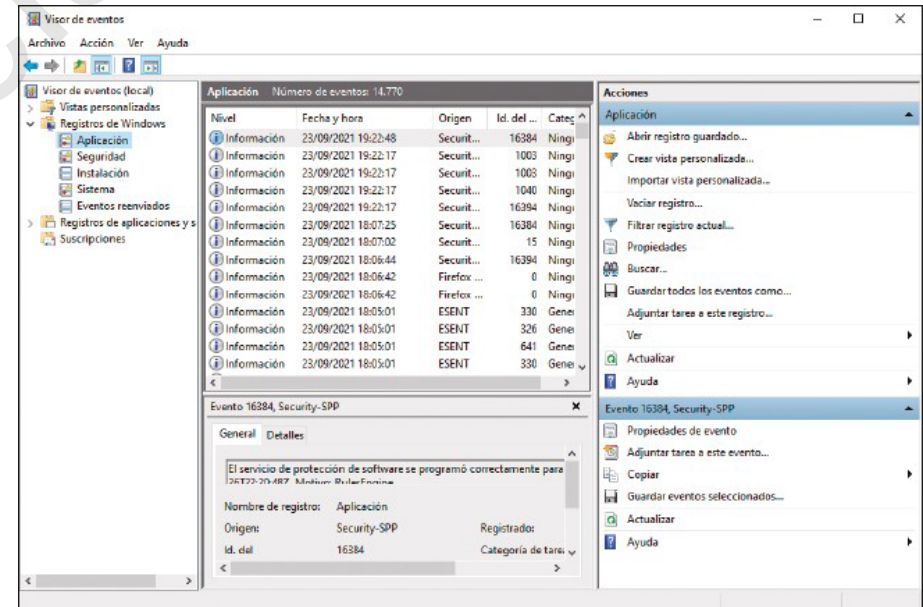 Visor de eventos
Archivo Acción Ver Ayuda
Visor de eventos (local)
Vistas personalizadas
Registros de Windows
Aplicación
Seguridad
Instalación
Sistema
Eventos reenviados
Registros de aplicaciones y s
Suscripciones
Aplicación Número de eventos: 14.770
Nivel Fecha y hora Origen Id. del ... Categ
Información 23/09/2021 19:22:48 Securit... 16384 Ningu
Información 23/09/2021 19:22:17 Securit... 1003 Ningu
Información 23/09/2021 19:22:17 Securit... 1003 Ningu
Información 23/09/2021 19:22:17 Securit... 1040 Ningu
Información 23/09/2021 19:22:17 Securit... 16394 Ningu
Información 23/09/2021 18:07:25 Securit... 16384 Ningu
Información 23/09/2021 18:07:02 Securit... 15 Ningu
Información 23/09/2021 18:06:44 Securit... 16394 Ningu
Información 23/09/2021 18:06:42 Firefox ... 0 Ningu
Información 23/09/2021 18:06:42 Firefox ... 0 Ningu
Información 23/09/2021 18:05:01 ESENT 330 Gener
Información 23/09/2021 18:05:01 ESENT 326 Gener
Información 23/09/2021 18:05:01 ESENT 641 Gener
Información 23/09/2021 18:05:01 ESENT 330 Gener
Evento 16384, Security-SPP
General Detalles
El servicio de protección de software se programó correctamente para
26T22:20:48Z Motivo: RulesEngine
Nombre de registro: Aplicación
Origen: Security-SPP Registrado:
Id. del 16384 Categoría de tarea
Acciones
Aplicación
Abrir registro guardado...
Crear vista personalizada...
Importar vista personalizada...
Vaciar registro...
Filtrar registro actual...
Propiedades
Buscar...
Guardar todos los eventos como...
Adjuntar tarea a este registro...
Ver
Actualizar
Ayuda
Evento 16384, Security-SPP
Propiedades de evento
Adjuntar tarea a este evento...
Copiar
Guardar eventos seleccionados...
Actualizar
Ayuda